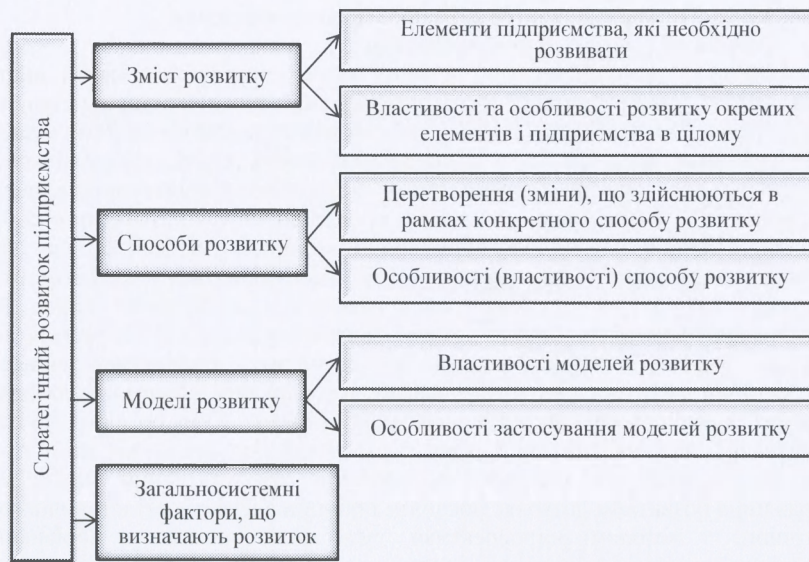 Стратегічний розвиток підприємства
Зміст розвитку
Елементи підприємства, які необхідно
розвивати
Властивості та особливості розвитку окремих
елементів і підприємства в цілому
Способи розвитку
Перетворення (зміни), що здійснюються в
рамках конкретного способу розвитку
Особливості (властивості) способу розвитку
Моделі розвитку
Властивості моделей розвитку
Особливості застосування моделей розвитку
Загальносистемні
фактори, що
визначають розвиток